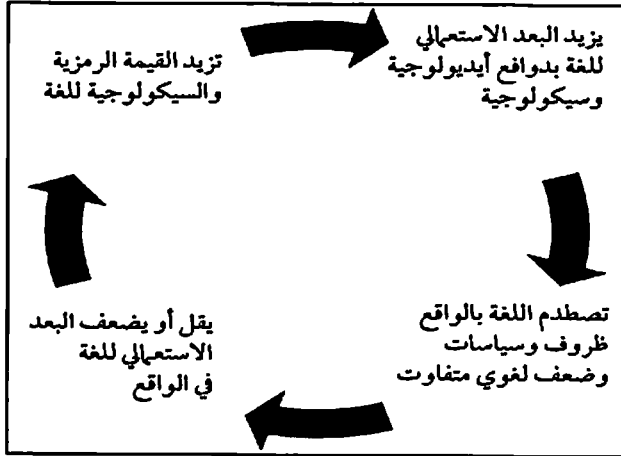 يزيد البعد الاستعمالي
للغة بدوافع أيديولوجية
وسيكولوجية
تصطدم اللغة بالواقع
ظروف وسياسات
وضعف لغوي متفاوت
يقل أو يضعف البعد
الاستعمالي للغة
في الواقع
تزيد القيمة الرمزية
والسيكولوجية للغة